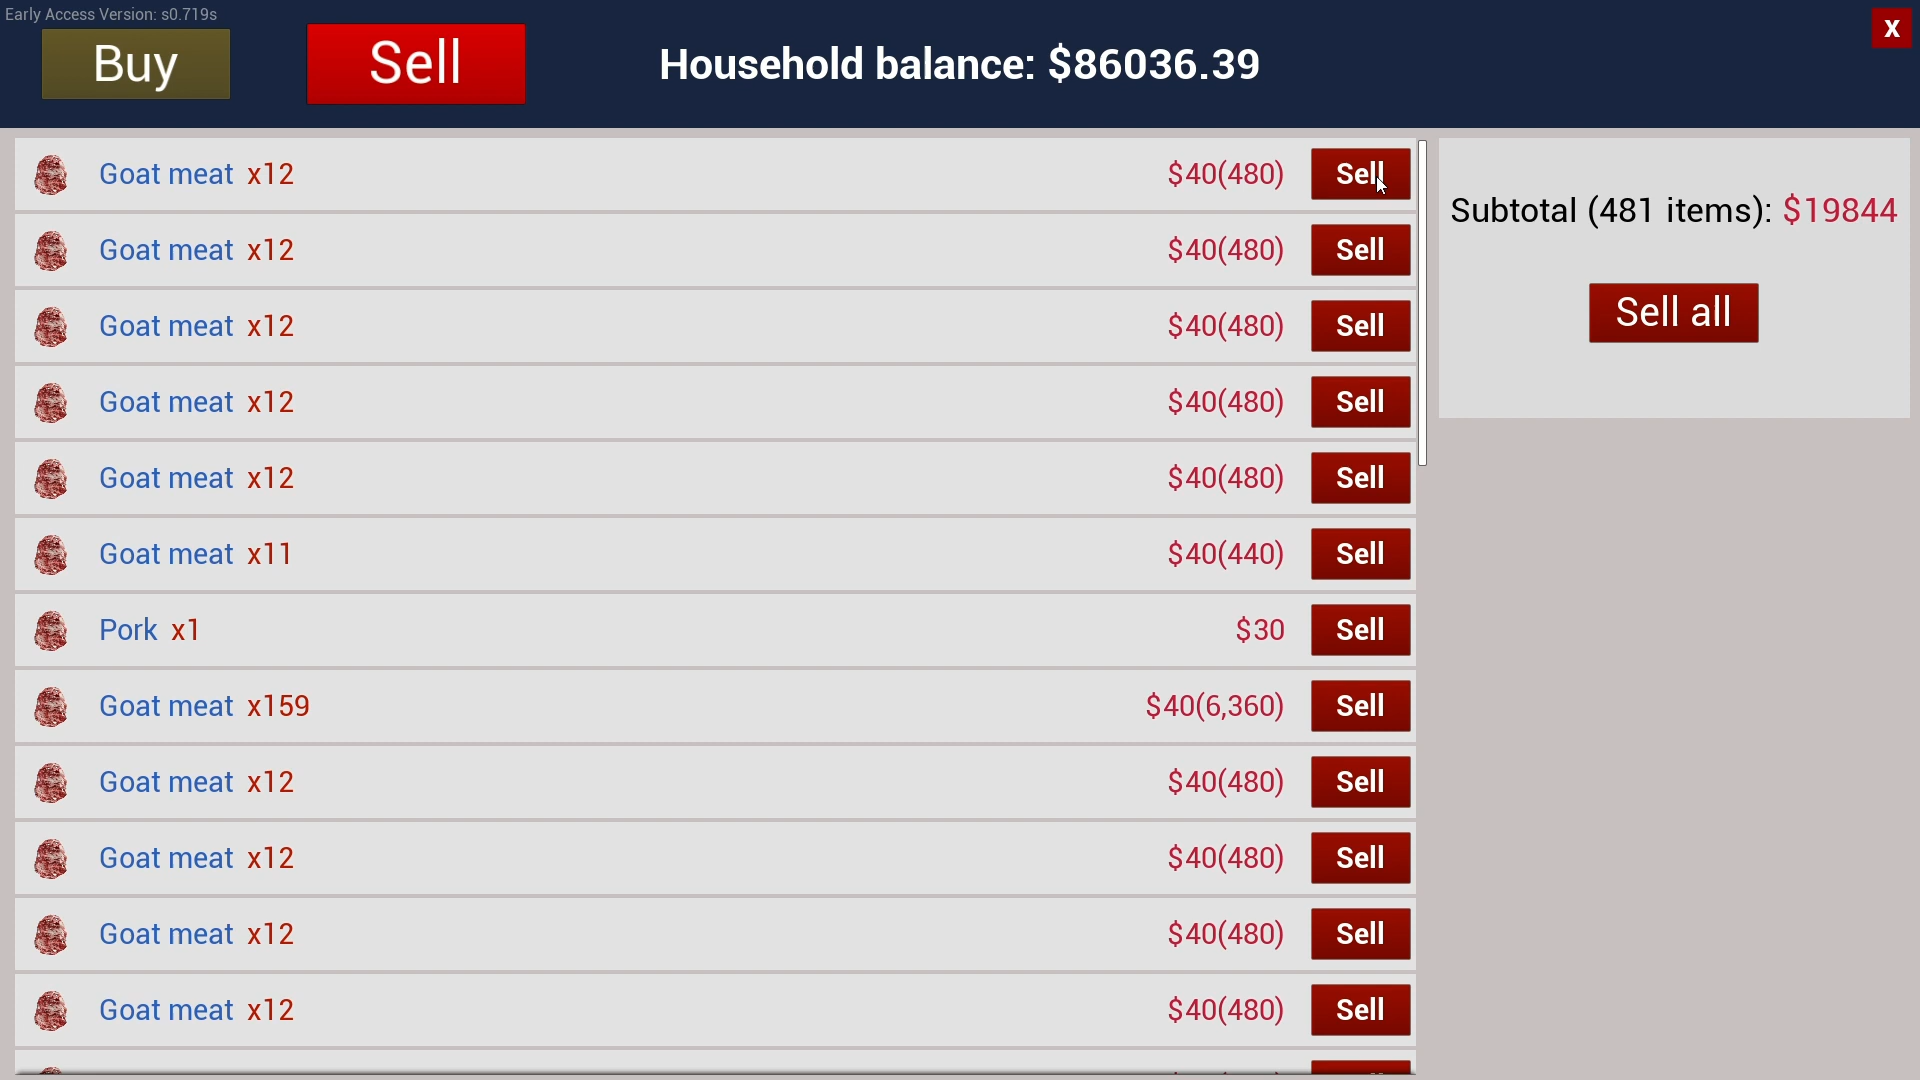 Early Access Version: s0.719s
Buy Sell Household balance: $86036.39 X
Goat meat x12 $40(480) Sell
Subtotal (481 items): $19844
Goat meat x12 $40(480) Sell
Sell all
Goat meat x12 $40(480) Sell
Goat meat x12 $40(480) Sell
Goat meat x12 $40(480) Sell
Goat meat x11 $40(440) Sell
Pork x1 $30 Sell
Goat meat x159 $40(6,360) Sell
Goat meat x12 $40(480) Sell
Goat meat x12 $40(480) Sell
Goat meat x12 $40(480) Sell
Goat meat x12 $40(480) Sell